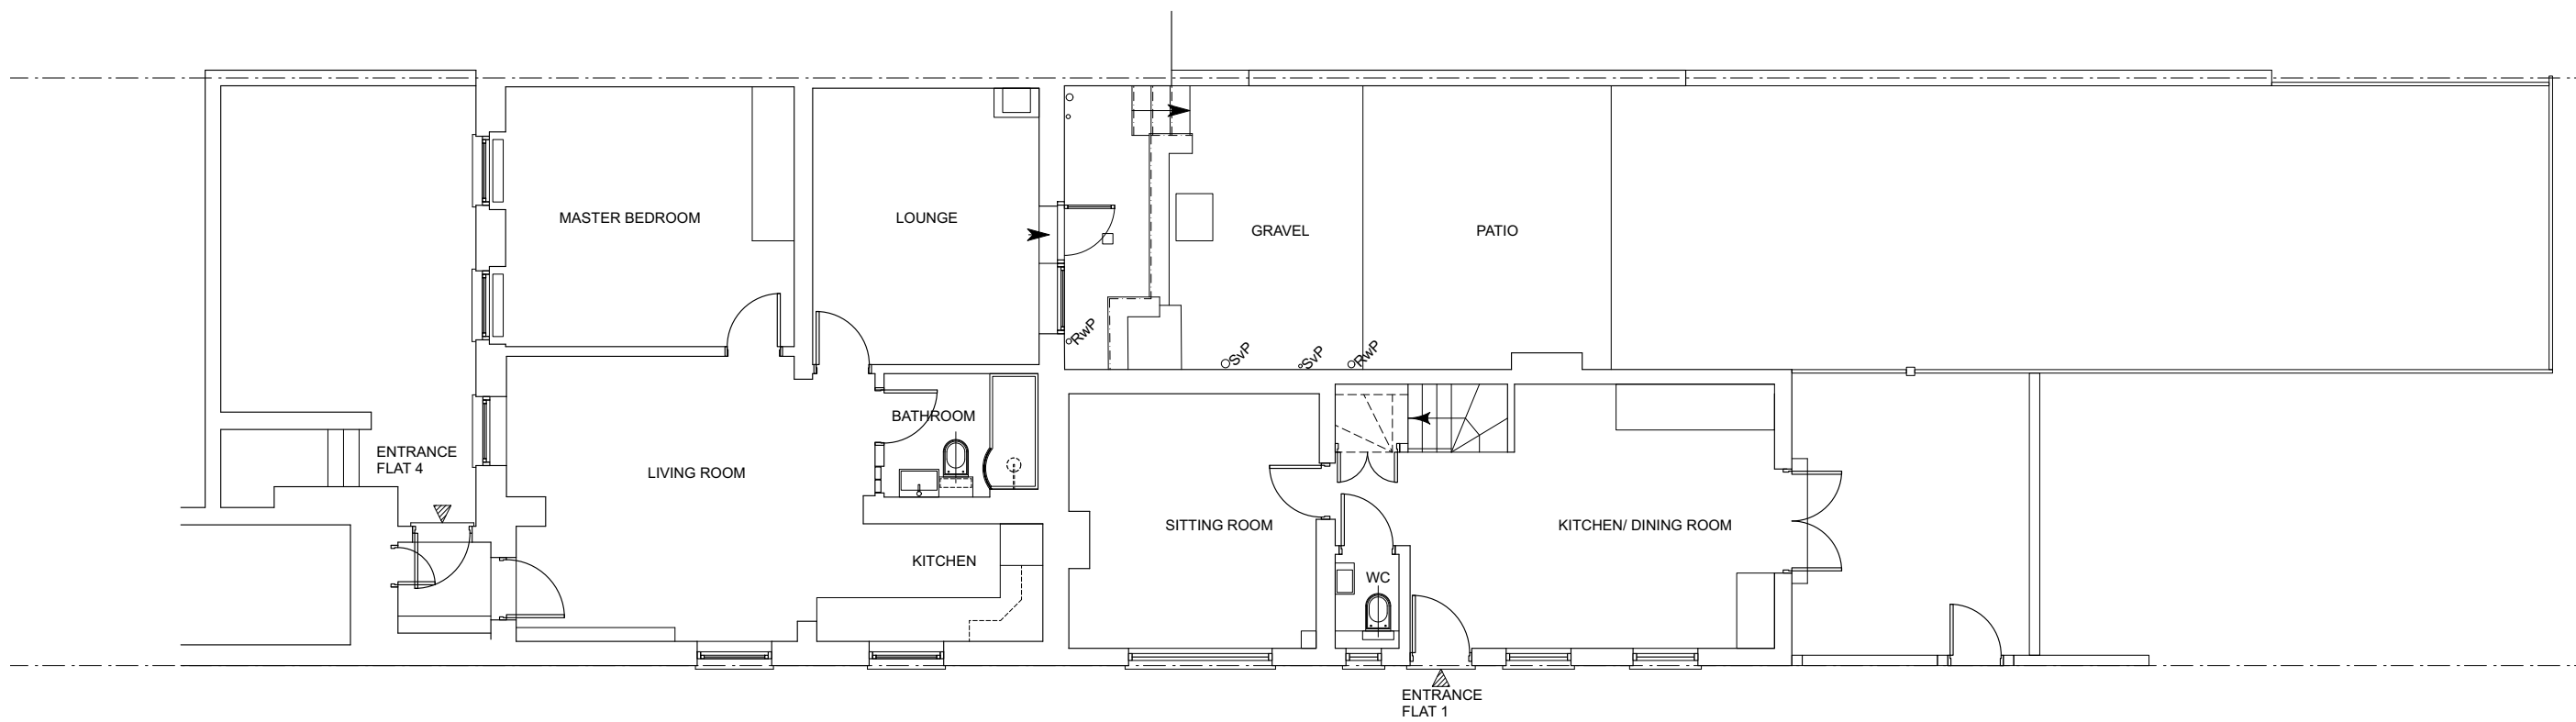 MASTER BEDROOM
LOUNGE
GRAVEL
PATIO
RwP
SvP
SvP
RwP
BATHROOM
ENTRANCE
FLAT 4
LIVING ROOM
KITCHEN
SITTING ROOM
KITCHEN/ DINING ROOM
WC
ENTRANCE
FLAT 1